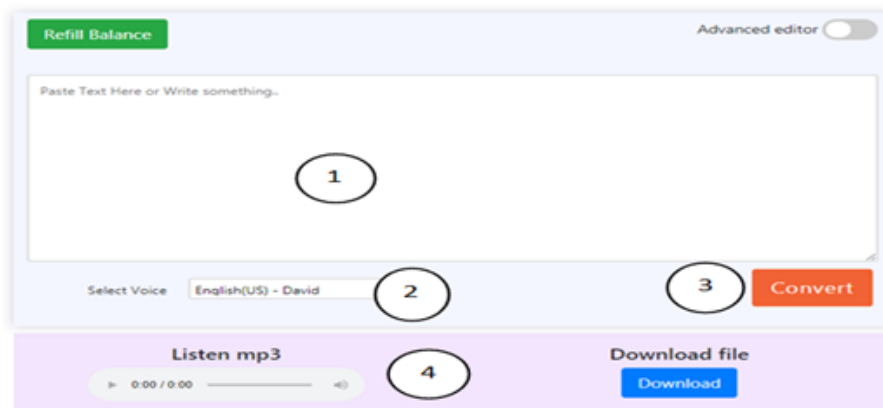 Refill Balance
Advanced editor
Paste Text Here or Write something..
1
Select Voice English(US) - David
2
3
Convert
Listen mp3
Download file
0:00 / 0:00
4
Download